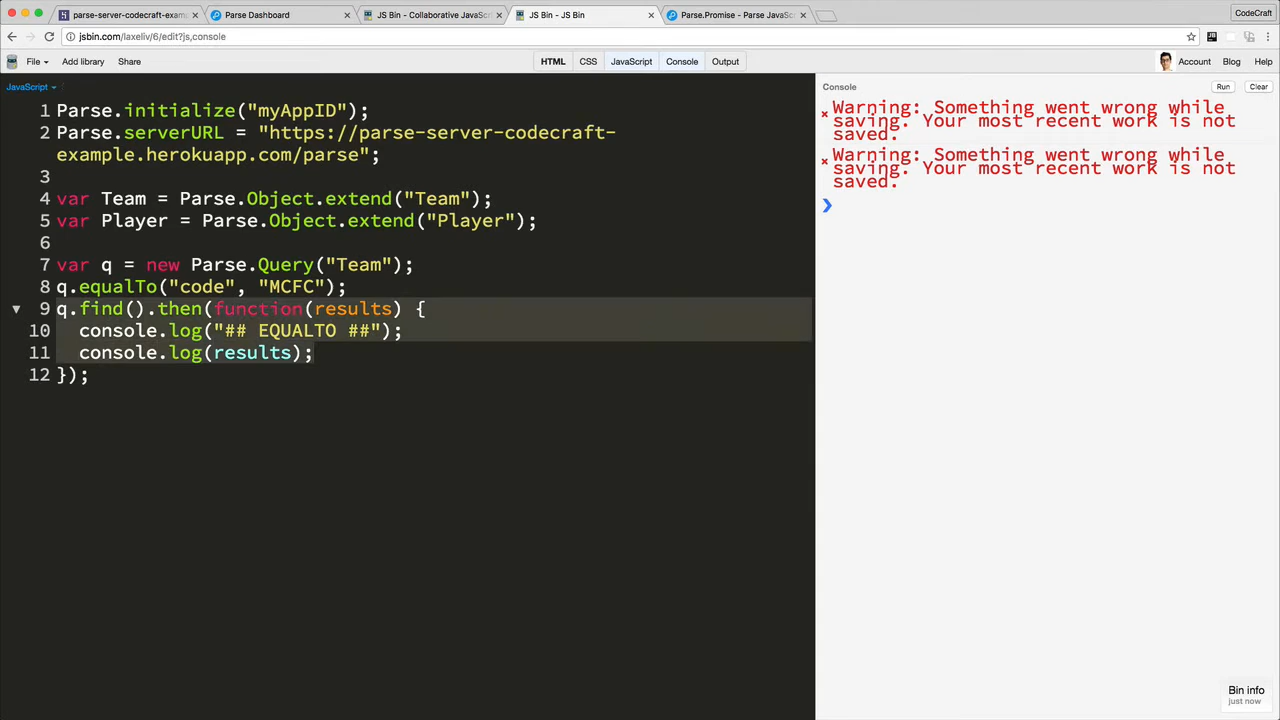 parse-server-codecraft-exam
Parse Dashboard
JS Bin - Collaborative JavaSc
JS Bin - JS Bin
Parse.Promise - Parse JavaSc
CodeCraft
jsbin.com/laxeliv/6/edit?js,console
File
Add library
Share
HTML
CSS
JavaScript
Console
Output
Account
Blog
Help
JavaScript
Console
Run
Clear
1 Parse.initialize("myAppID");
2 Parse.serverURL = "https://parse-server-codecraft-
example.herokuapp.com/parse";
3
4 var Team = Parse.Object.extend("Team");
5 var Player = Parse.Object.extend("Player");
6
7 var q = new Parse.Query("Team");
8 q.equalTo("code", "MCFC");
9 q.find().then(function(results) {
10 console.log("## EQUALTO ##");
11 console.log(results);
12 });
Warning: Something went wrong while
saving. Your most recent work is not
saved.
Warning: Something went wrong while
saving. Your most recent work is not
saved.
Bin info
just now